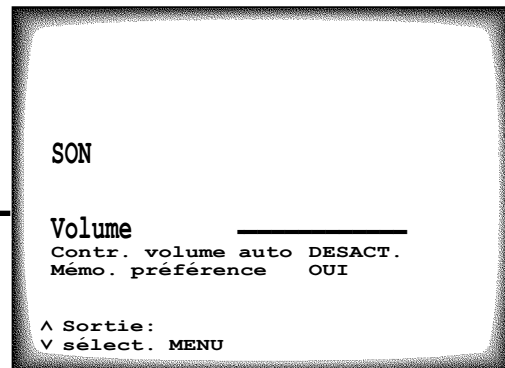 SON
Volume
Contr. volume auto DESACT.
Mémo. préférence OUI
∧ Sortie:
∨ sélect. MENU